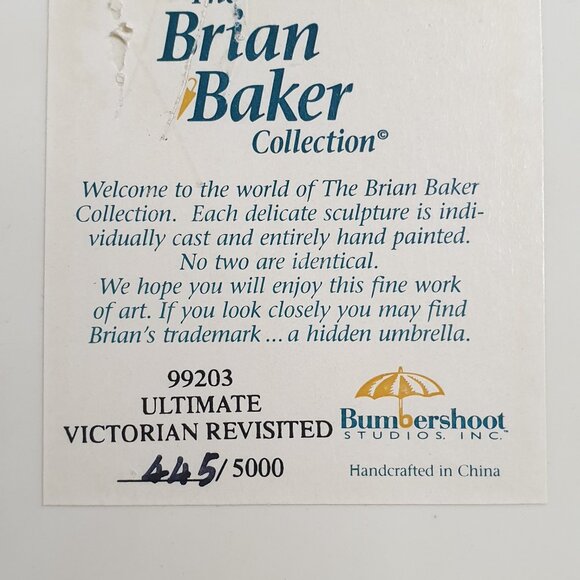 The
Brian
Baker
Collection©
Welcome to the world of The Brian Baker
Collection. Each delicate sculpture is indi-
vidually cast and entirely hand painted.
No two are identical.
We hope you will enjoy this fine work
of art. If you look closely you may find
Brian's trademark ... a hidden umbrella.
99203
ULTIMATE
VICTORIAN REVISITED
445/5000
Bumbershoot
STUDIOS, INC.™
Handcrafted in China